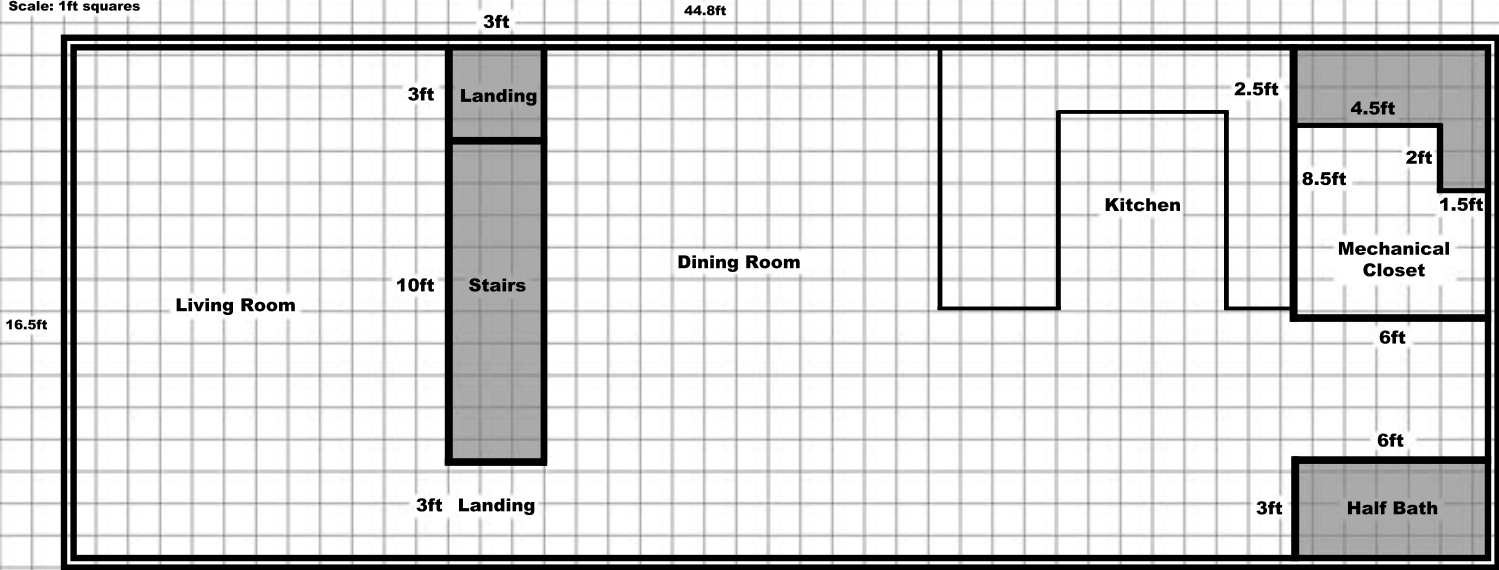 Scale: 1ft squares
44.8ft
3ft
3ft
Landing
2.5ft
4.5ft
2ft
8.5ft
1.5ft
Kitchen
Mechanical
Closet
Dining Room
10ft
Stairs
Living Room
16.5ft
6ft
6ft
3ft
Landing
3ft
Half Bath